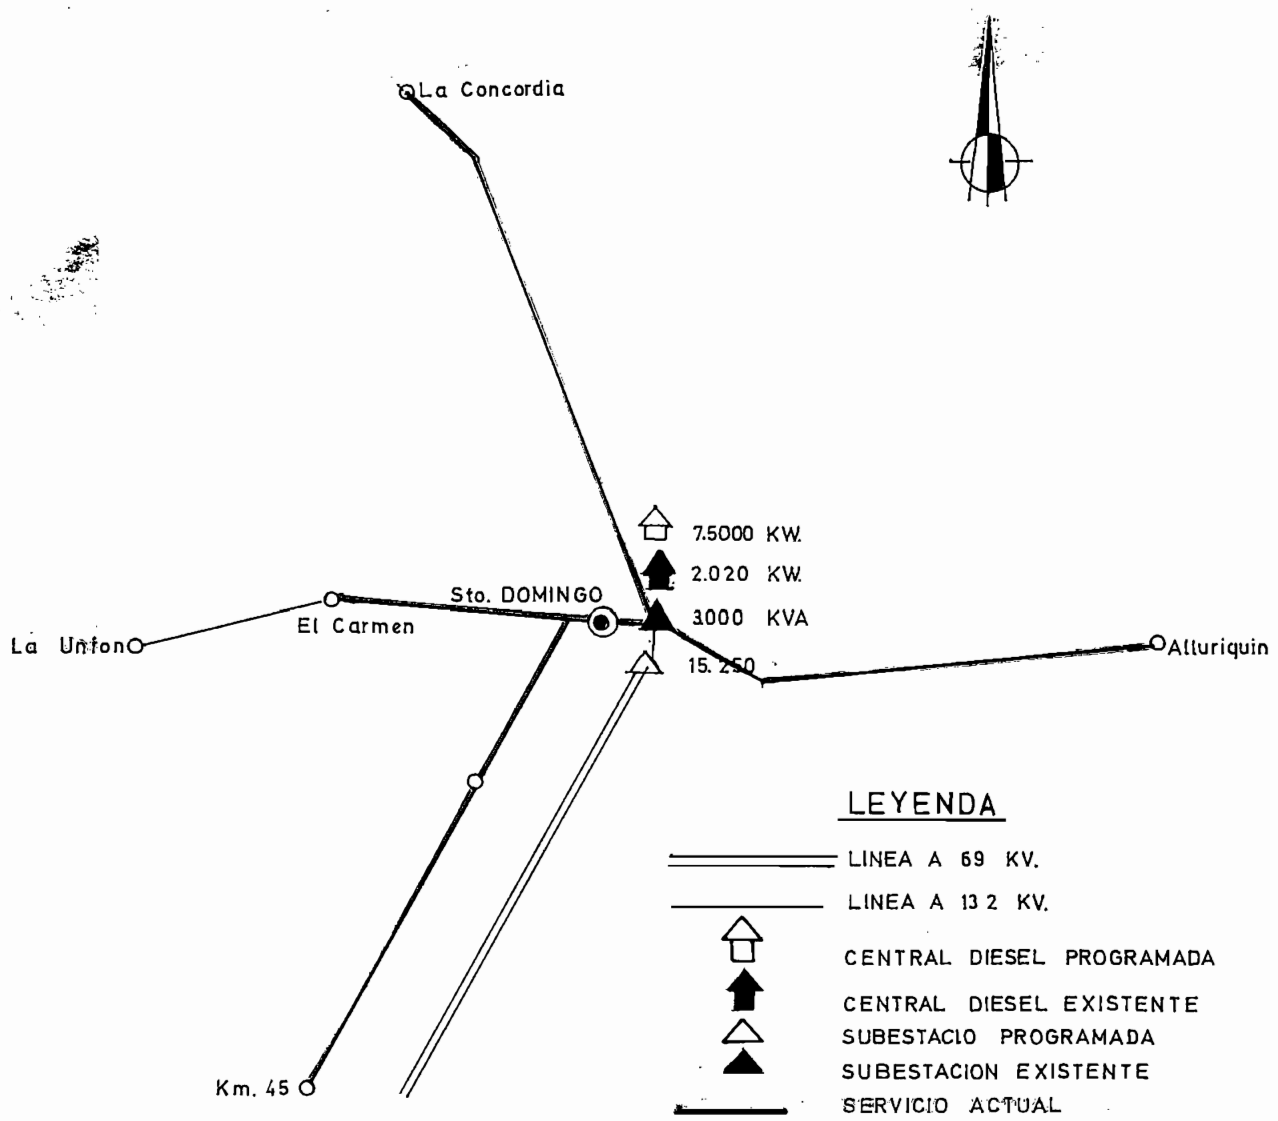 La Concordia
7.5000 KW.
2.020 KW.
Sto. DOMINGO
3000 KVA
El Carmen
La Unfon
15.250
Alluriquin
LEYENDA
LINEA A 69 KV.
LINEA A 13 2 KV.
CENTRAL DIESEL PROGRAMADA
CENTRAL DIESEL EXISTENTE
SUBESTACIO PROGRAMADA
SUBESTACION EXISTENTE
Km. 45
SERVICIO ACTUAL